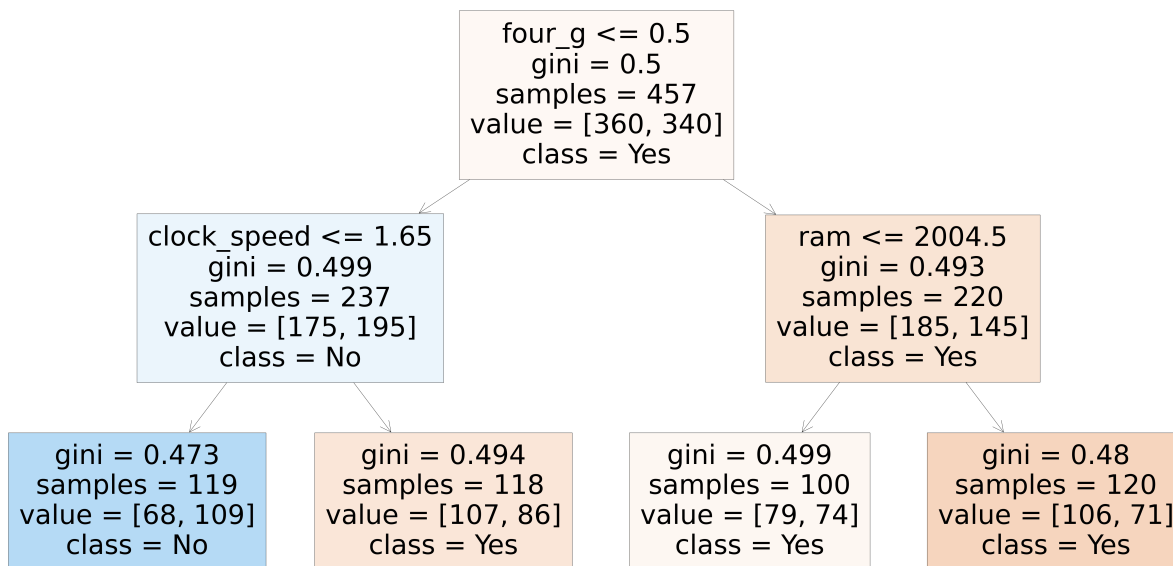 four_g <= 0.5
gini = 0.5
samples = 457
value = [360, 340]
class = Yes
clock_speed <= 1.65
gini = 0.499
samples = 237
value = [175, 195]
class = No
ram <= 2004.5
gini = 0.493
samples = 220
value = [185, 145]
class = Yes
gini = 0.473
samples = 119
value = [68, 109]
class = No
gini = 0.494
samples = 118
value = [107, 86]
class = Yes
gini = 0.499
samples = 100
value = [79, 74]
class = Yes
gini = 0.48
samples = 120
value = [106, 71]
class = Yes